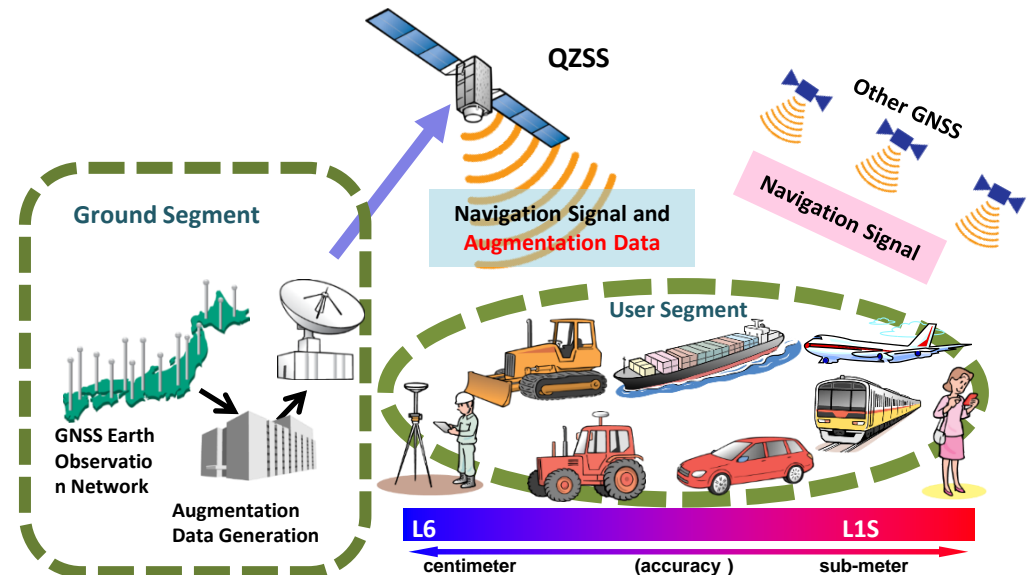 QZSS
Other GNSS
Navigation Signal
Navigation Signal and
Augmentation Data
Ground Segment
GNSS Earth
Observatio
n Network
Augmentation
Data Generation
User Segment
L6
L1S
centimeter
(accuracy )
sub-meter